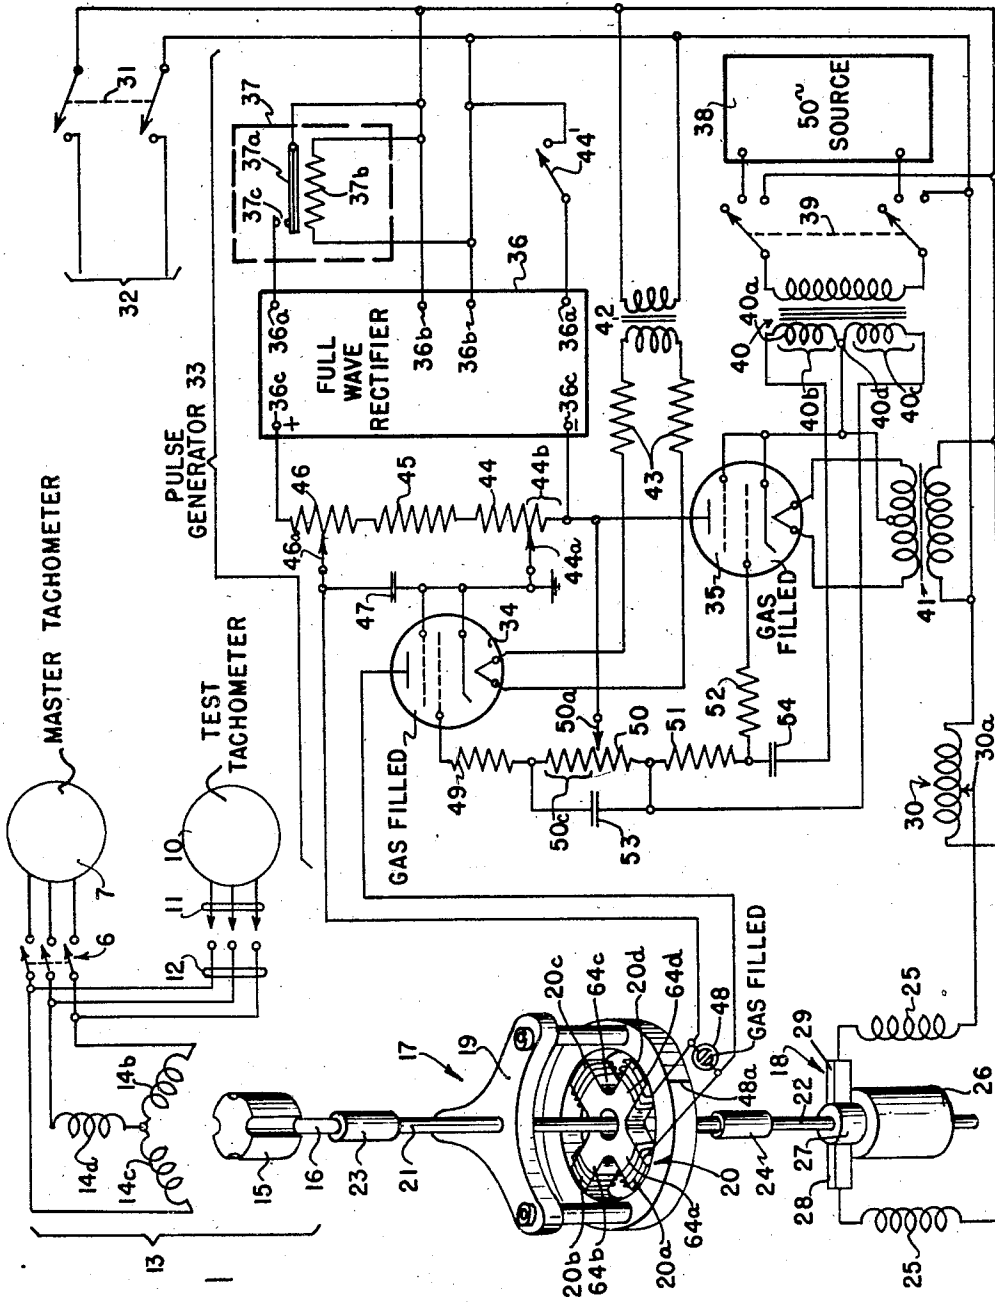 MASTER TACHOMETER
7
6
TEST
TACHOMETER
10
11
12
13
14b
14d
14c
15
16
23
21
17
19
20c
64c
20d
64d
48
GAS FILLED
48a
20b
64b
20a
64a
20
24
22
18
29
27
28
25
25
26
31
32
PULSE
GENERATOR 33
37
37a
37c
37b
44'
36
FULL
WAVE
RECTIFIER
36a
36b
36b
36a
36c
36c
+
−
46
46a
45
44
44b
44a
47
34
GAS FILLED
42
43
38
50~
SOURCE
39
40
40a
40b
40d
40c
41
35
GAS
FILLED
49
50a
50
50c
51
52
53
54
30
30a